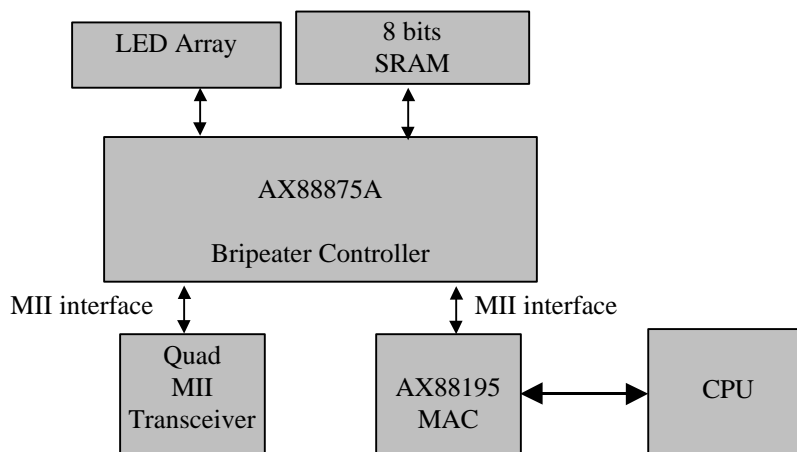 LED Array
8 bits
SRAM
AX88875A
Bripeater Controller
MII interface
MII interface
Quad
MII
Transceiver
AX88195
MAC
CPU